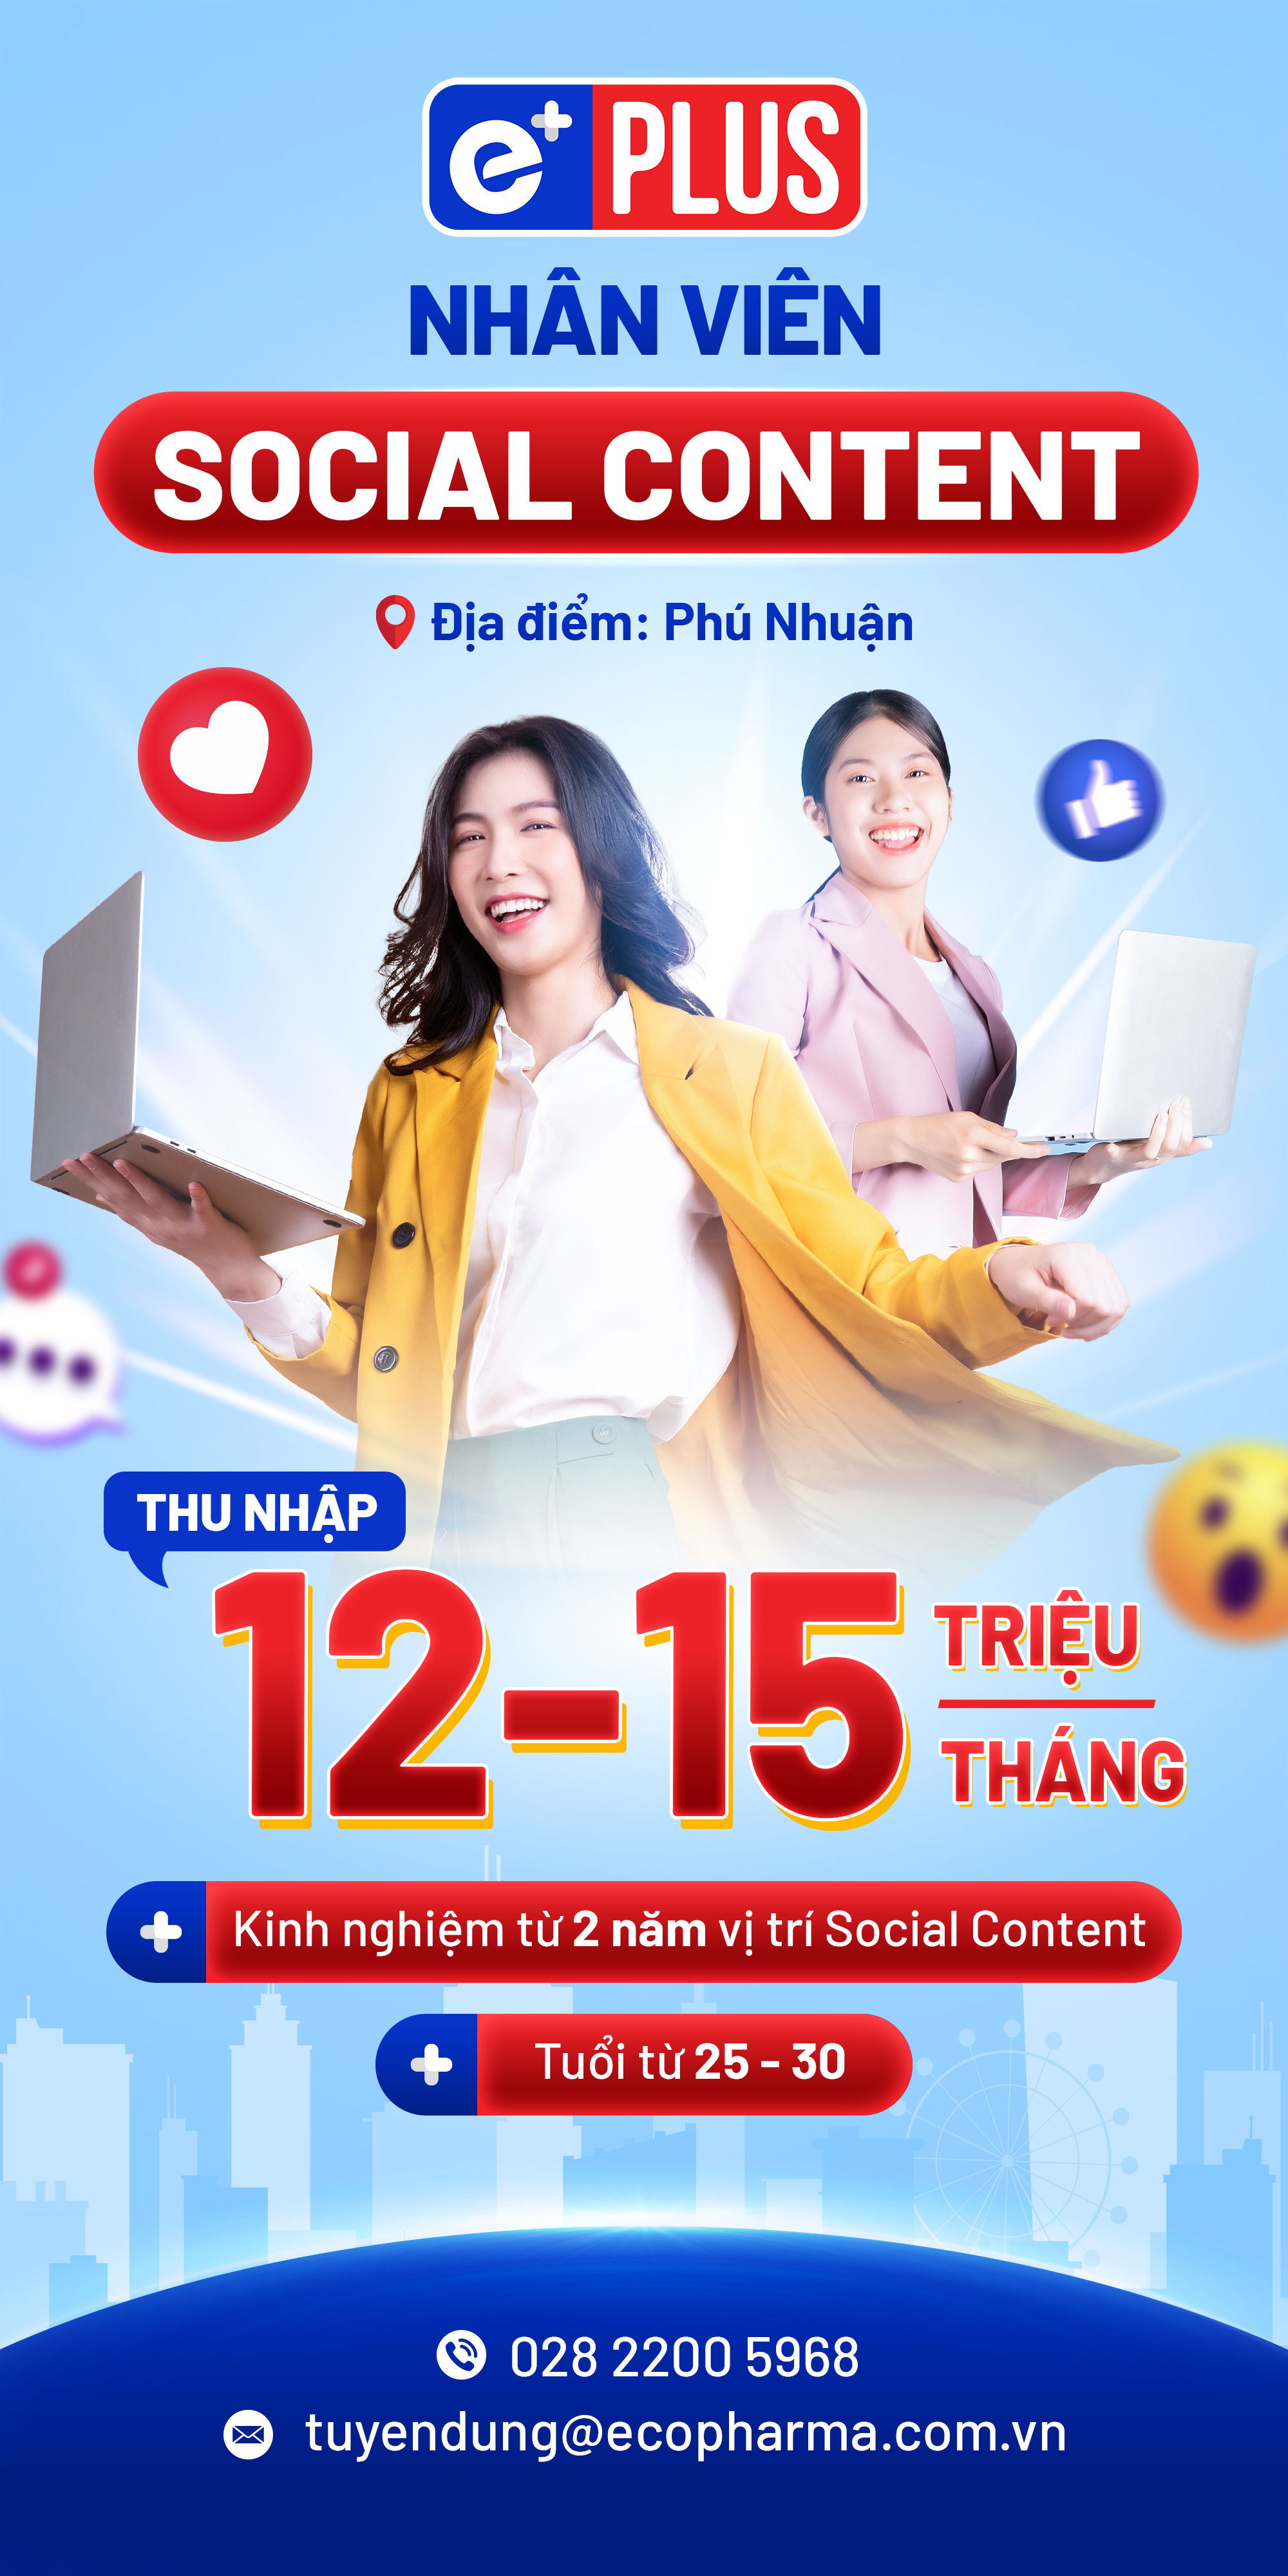 e+ PLUS
NHÂN VIÊN
SOCIAL CONTENT
Địa điểm: Phú Nhuận
THU NHẬP
12-15 TRIỆU
THÁNG
Kinh nghiệm từ 2 năm vị trí Social Content
Tuổi từ 25 - 30
028 2200 5968
tuyendung@ecopharma.com.vn